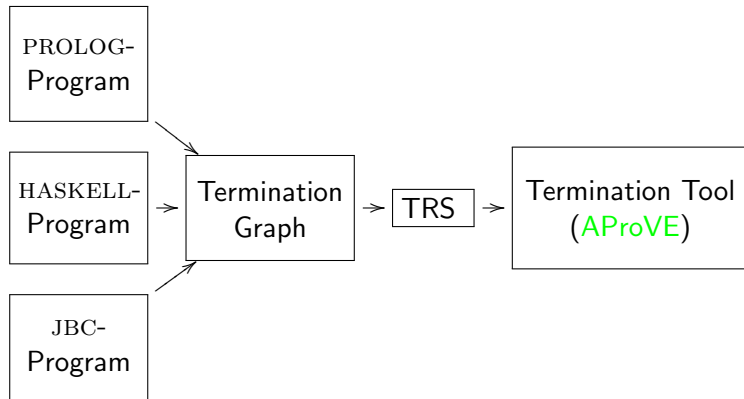 PROLOG-
Program
HASKELL-
Program
JBC-
Program
Termination
Graph
TRS
Termination Tool
(AProVE)